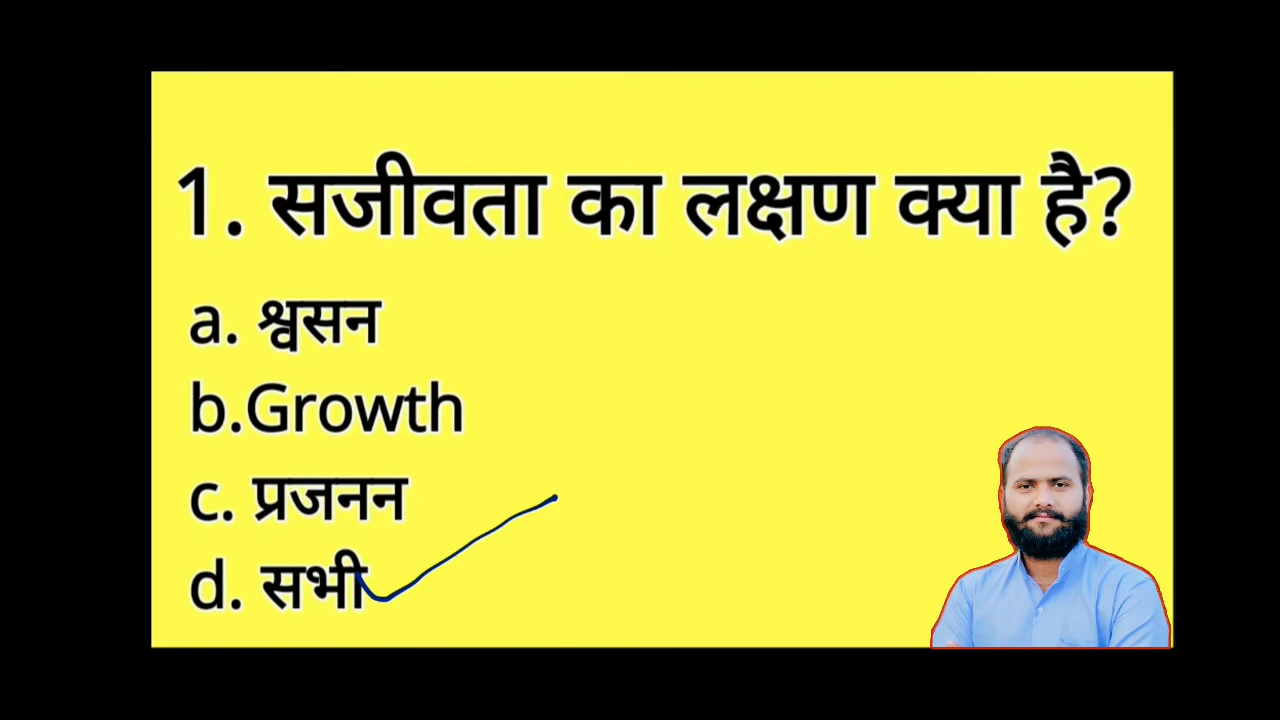 1. सजीवता का लक्षण क्या है?
a. श्वसन
b.Growth
c. प्रजनन
d. सभी